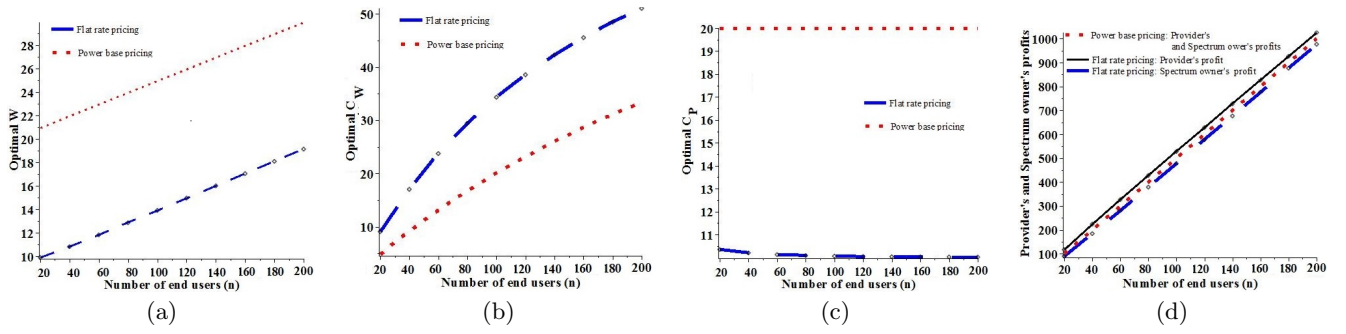 Optimal W
28
26
24
22
20
18
16
14
12
10
Flat rate pricing
Power base pricing
20 40 60 80 100 120 140 160 180 200
Number of end users (n)
(a)
Optimal C_W
50
40
30
20
10
Flat rate pricing
Power base pricing
20 40 60 80 100 120 140 160 180 200
Number of end users (n)
(b)
Optimal C_P
20
19
18
17
16
15
14
13
12
11
Flat rate pricing
Power base pricing
20 40 60 80 100 120 140 160 180 200
Number of end users (n)
(c)
Provider's and Spectrum owner's profits
1000
900
800
700
600
500
400
300
200
100
Power base pricing: Provider's
and Spectrum ower's profits
Flat rate pricing: Provider's profit
Flat rate pricing: Spectrum owner's profit
20 40 60 80 100 120 140 160 180 200
Number of end users (n)
(d)